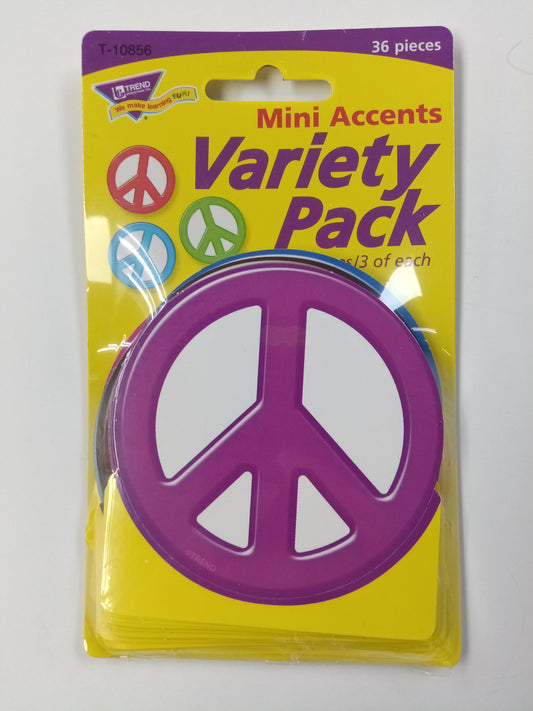 T-10856
36 pieces
TREND
We make learning FUN!
Mini Accents
Variety
Pack
/3 of each
©TREND